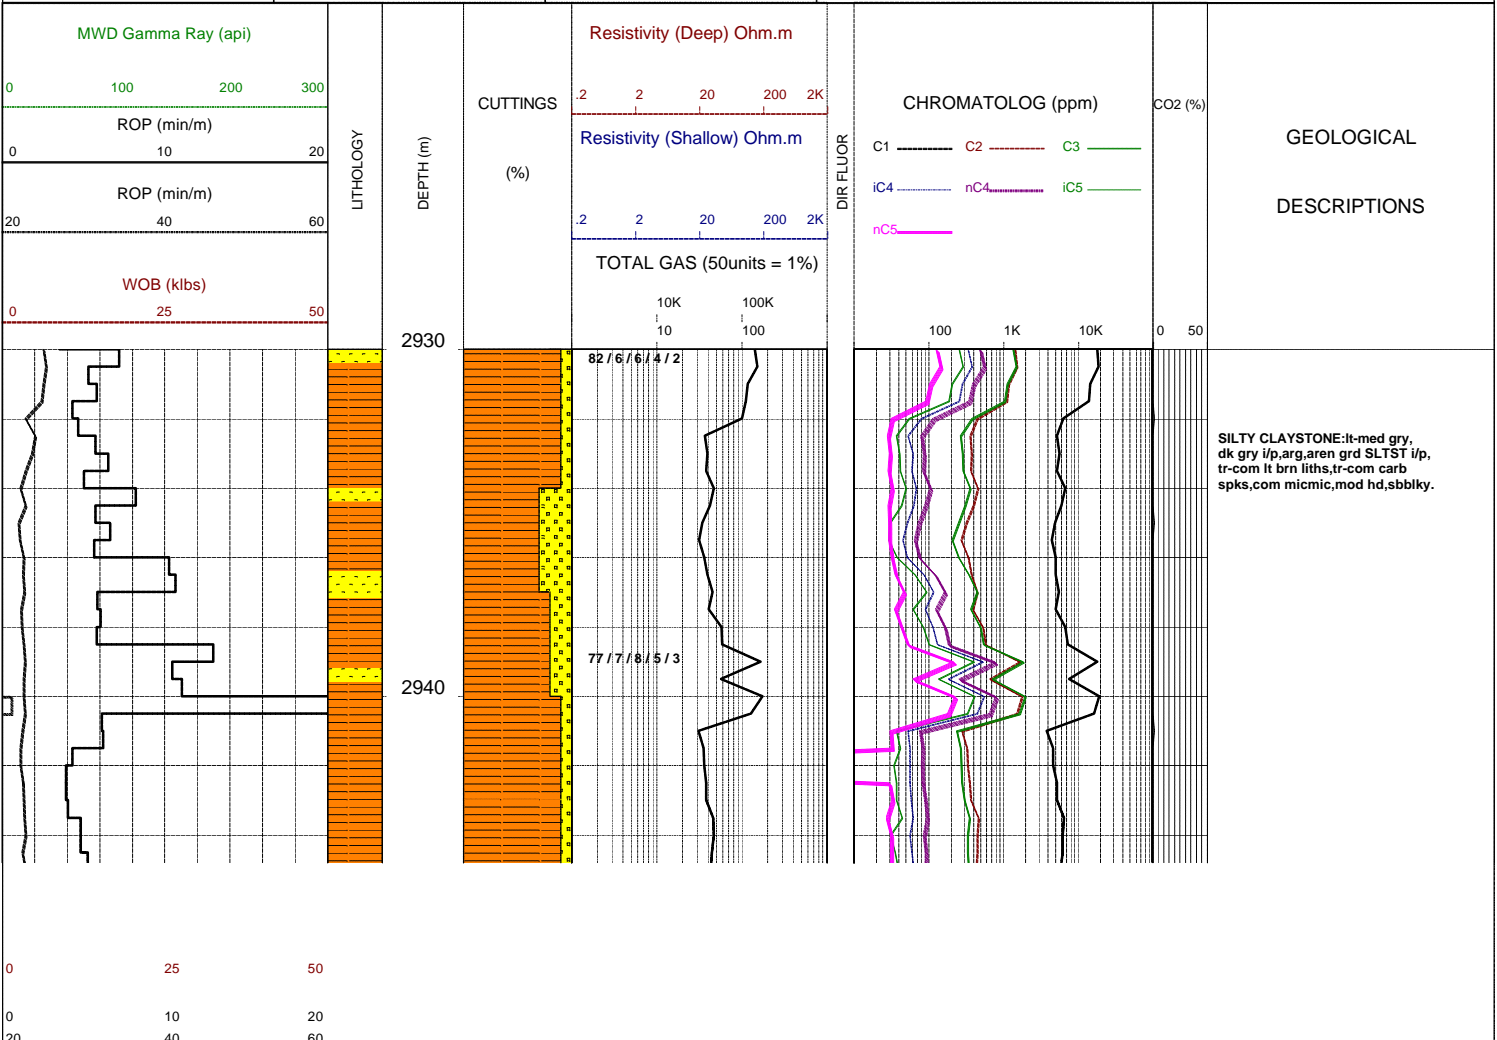 MWD Gamma Ray (api)
0 100 200 300
ROP (min/m)
0 10 20
ROP (min/m)
20 40 60
WOB (klbs)
0 25 50
LITHOLOGY
DEPTH (m)
CUTTINGS
(%)
Resistivity (Deep) Ohm.m
.2 2 20 200 2K
Resistivity (Shallow) Ohm.m
.2 2 20 200 2K
TOTAL GAS (50units = 1%)
10K 100K
10 100
DIR FLUOR
CHROMATOLOG (ppm)
C1 C2 C3
iC4 nC4 iC5
nC5
100 1K 10K
CO2 (%)
0 50
GEOLOGICAL
DESCRIPTIONS
2930
82 / 6 / 6 / 4 / 2
SILTY CLAYSTONE:lt-med gry,
dk gry i/p,arg,aren grd SLTST i/p,
tr-com lt brn liths,tr-com carb
spks,com micmic,mod hd,sbblky.
77 / 7 / 8 / 5 / 3
2940
0 25 50
0 10 20
20 40 60